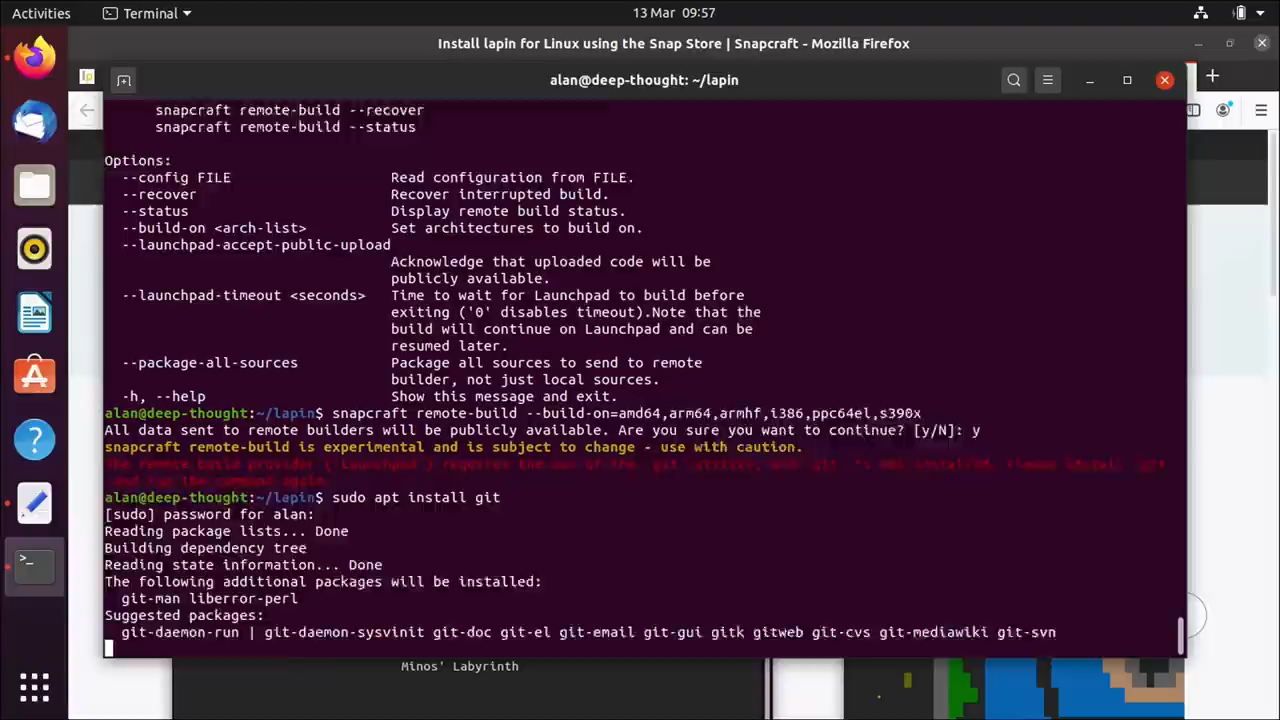 Activities
Terminal
13 Mar 09:57
Install lapin for Linux using the Snap Store | Snapcraft - Mozilla Firefox
alan@deep-thought: ~/lapin
snapcraft remote-build --recover
snapcraft remote-build --status
Options:
--config FILE Read configuration from FILE.
--recover Recover interrupted build.
--status Display remote build status.
--build-on <arch-list> Set architectures to build on.
--launchpad-accept-public-upload
Acknowledge that uploaded code will be
publicly available.
--launchpad-timeout <seconds> Time to wait for Launchpad to build before
exiting ('0' disables timeout).Note that the
build will continue on Launchpad and can be
resumed later.
--package-all-sources Package all sources to send to remote
builder, not just local sources.
-h, --help Show this message and exit.
alan@deep-thought:~/lapin$ snapcraft remote-build --build-on=amd64,arm64,armhf,i386,ppc64el,s390x
All data sent to remote builders will be publicly available. Are you sure you want to continue? [y/N]: y
snapcraft remote-build is experimental and is subject to change - use with caution.
alan@deep-thought:~/lapin$ sudo apt install git
[sudo] password for alan:
Reading package lists... Done
Building dependency tree
Reading state information... Done
The following additional packages will be installed:
git-man liberror-perl
Suggested packages:
git-daemon-run | git-daemon-sysvinit git-doc git-el git-email git-gui gitk gitweb git-cvs git-mediawiki git-svn
Minos' Labyrinth